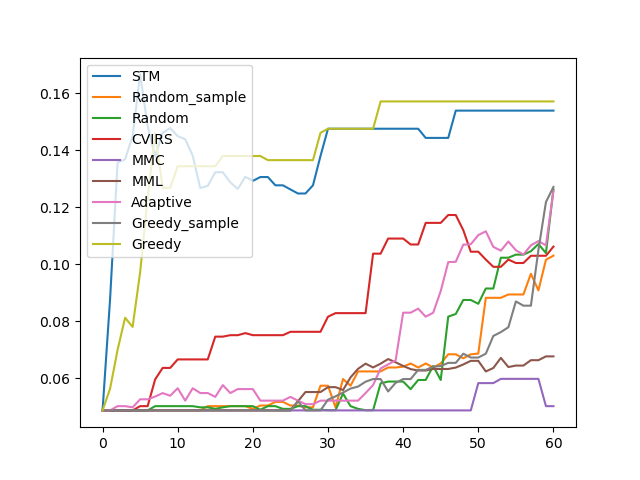 STM
Random_sample
Random
CVIRS
MMC
MML
Adaptive
Greedy_sample
Greedy
0.16
0.14
0.12
0.10
0.08
0.06
0 10 20 30 40 50 60